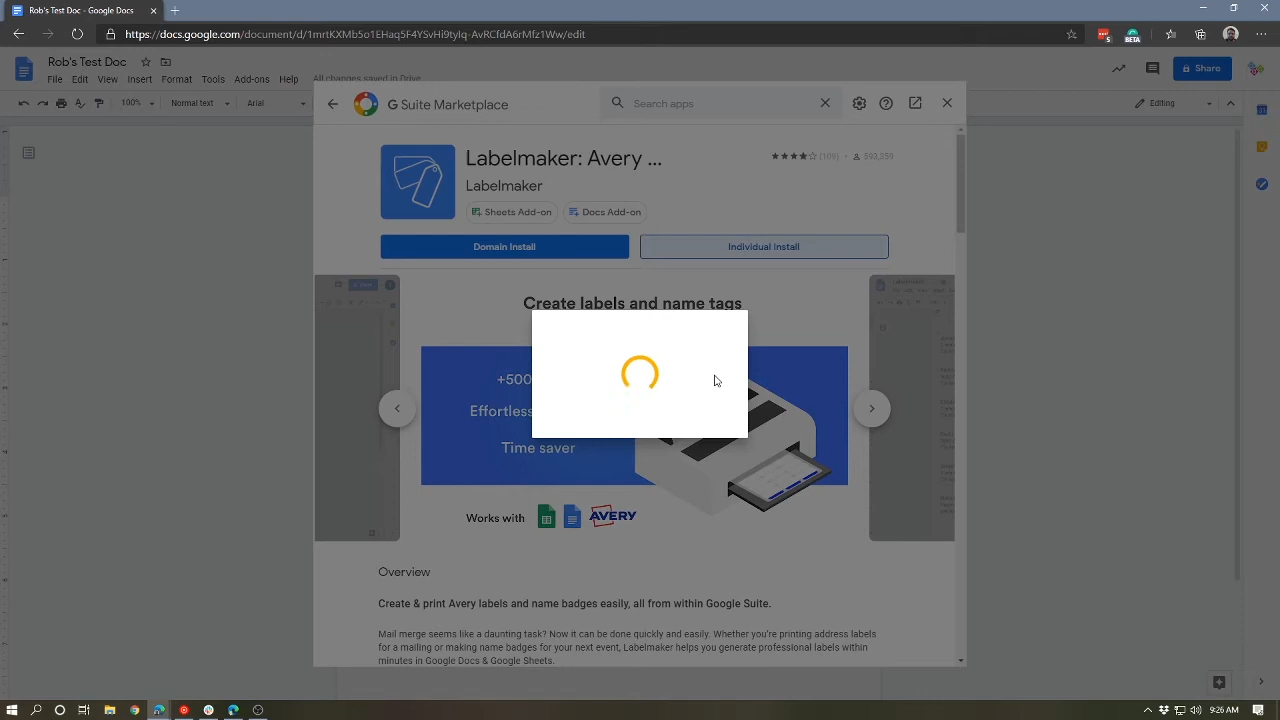 Rob's Test Doc - Google Docs
https://docs.google.com/document/d/1mrtKXMb5o1EHaq5F4YSvHi9tylq-AvRCfdA6rMfz1Ww/edit
Rob's Test Doc
File Edit View Insert Format Tools Add-ons Help All changes saved in Drive
Share
100% Normal text Arial Editing
G Suite Marketplace
Search apps
Labelmaker: Avery ...
(109) 593,259
Labelmaker
Sheets Add-on Docs Add-on
Domain Install Individual Install
Create labels and name tags
+500
Effortless
Time saver
Works with AVERY
Overview
Create & print Avery labels and name badges easily, all from within Google Suite.
Mail merge seems like a daunting task? Now it can be done quickly and easily. Whether you're printing address labels
for a mailing or making name badges for your next event, Labelmaker helps you generate professional labels within
minutes in Google Docs & Google Sheets.
9:26 AM